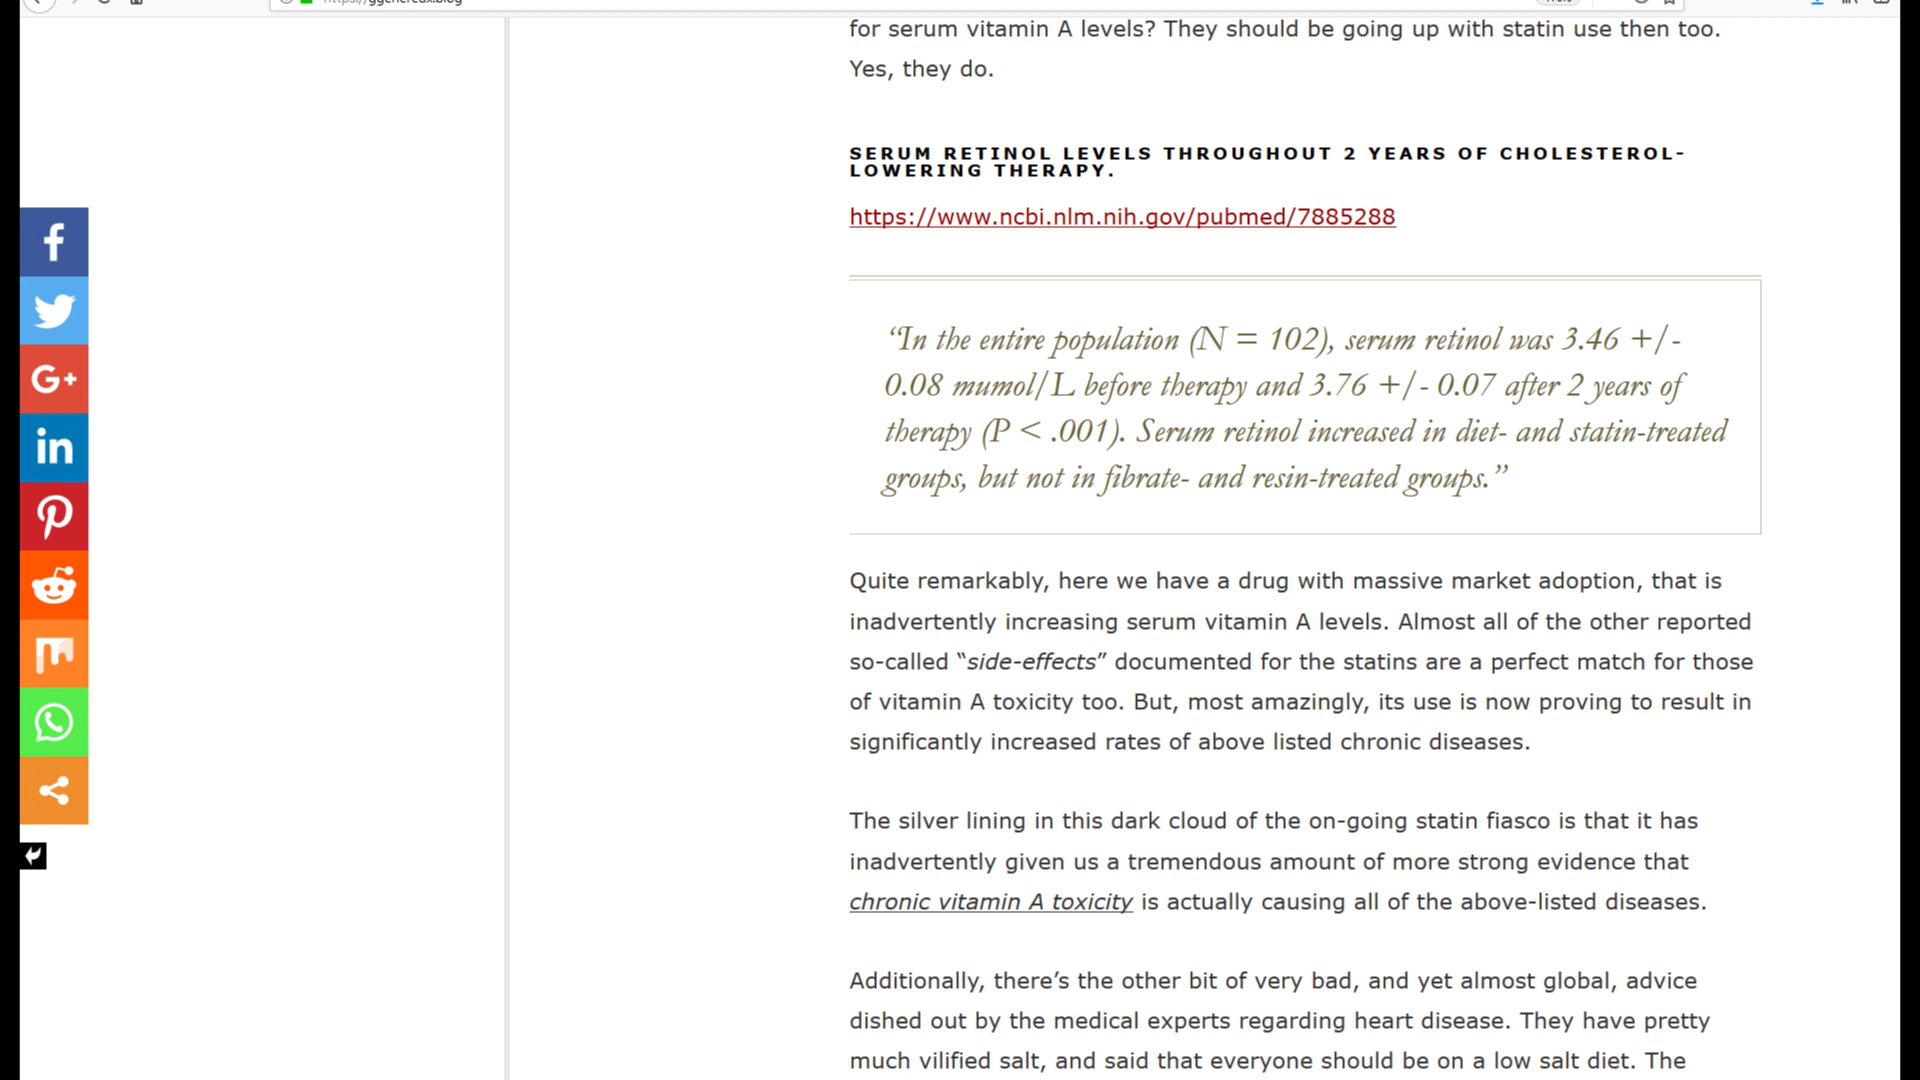 for serum vitamin A levels? They should be going up with statin use then too.
Yes, they do.
SERUM RETINOL LEVELS THROUGHOUT 2 YEARS OF CHOLESTEROL-
LOWERING THERAPY.
https://www.ncbi.nlm.nih.gov/pubmed/7885288
“In the entire population (N = 102), serum retinol was 3.46 +/-
0.08 mumol/L before therapy and 3.76 +/- 0.07 after 2 years of
therapy (P < .001). Serum retinol increased in diet- and statin-treated
groups, but not in fibrate- and resin-treated groups.”
Quite remarkably, here we have a drug with massive market adoption, that is
inadvertently increasing serum vitamin A levels. Almost all of the other reported
so-called “side-effects” documented for the statins are a perfect match for those
of vitamin A toxicity too. But, most amazingly, its use is now proving to result in
significantly increased rates of above listed chronic diseases.
The silver lining in this dark cloud of the on-going statin fiasco is that it has
inadvertently given us a tremendous amount of more strong evidence that
chronic vitamin A toxicity is actually causing all of the above-listed diseases.
Additionally, there’s the other bit of very bad, and yet almost global, advice
dished out by the medical experts regarding heart disease. They have pretty
much vilified salt, and said that everyone should be on a low salt diet. The